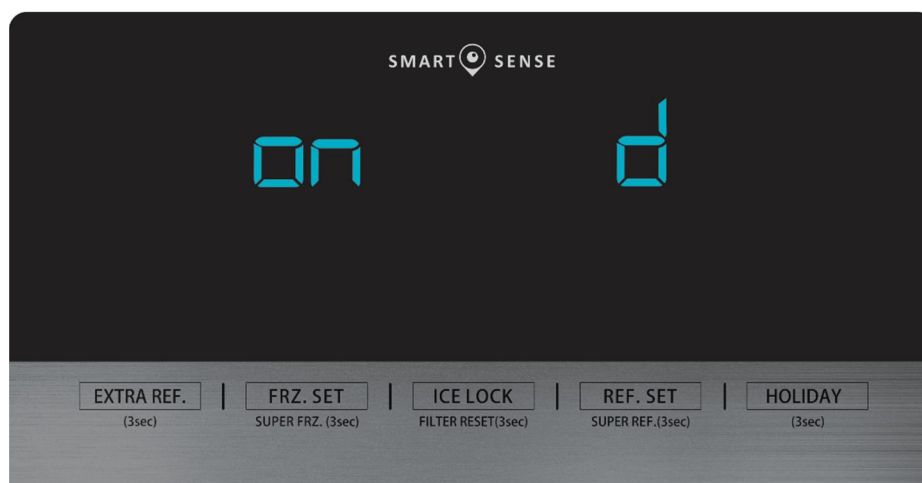 SMART SENSE
on d
EXTRA REF. | FRZ. SET | ICE LOCK | REF. SET | HOLIDAY
(3sec) SUPER FRZ. (3sec) FILTER RESET(3sec) SUPER REF.(3sec) (3sec)